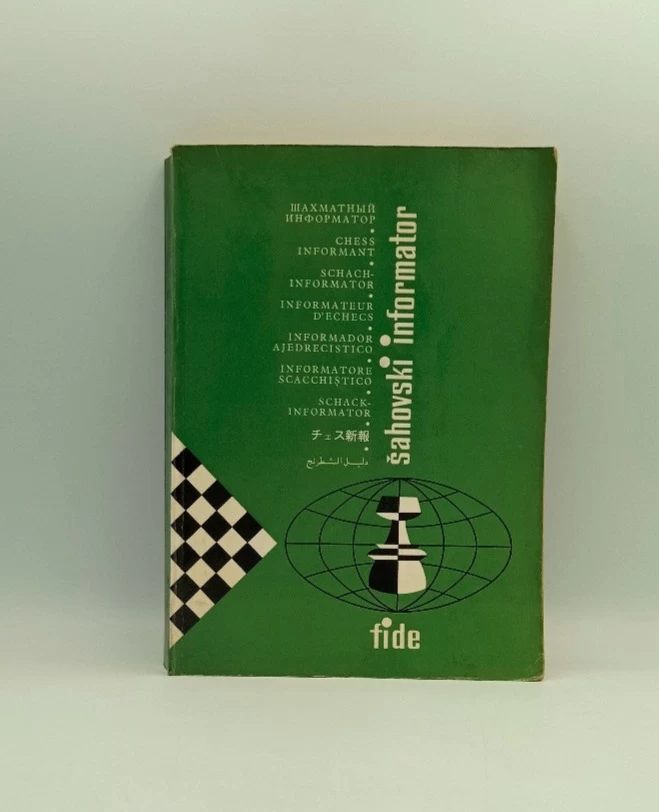 ШАХМАТНЫЙ
ИНФОРМАТОР
CHESS
INFORMANT
SCHACH-
INFORMATOR
INFORMATEUR
D'ECHECS
INFORMADOR
AJEDRECISTICO
INFORMATORE
SCACCHISTICO
SCHACK-
INFORMATOR
チェス新報
دليل الشطرنج
šahovski informator
fide